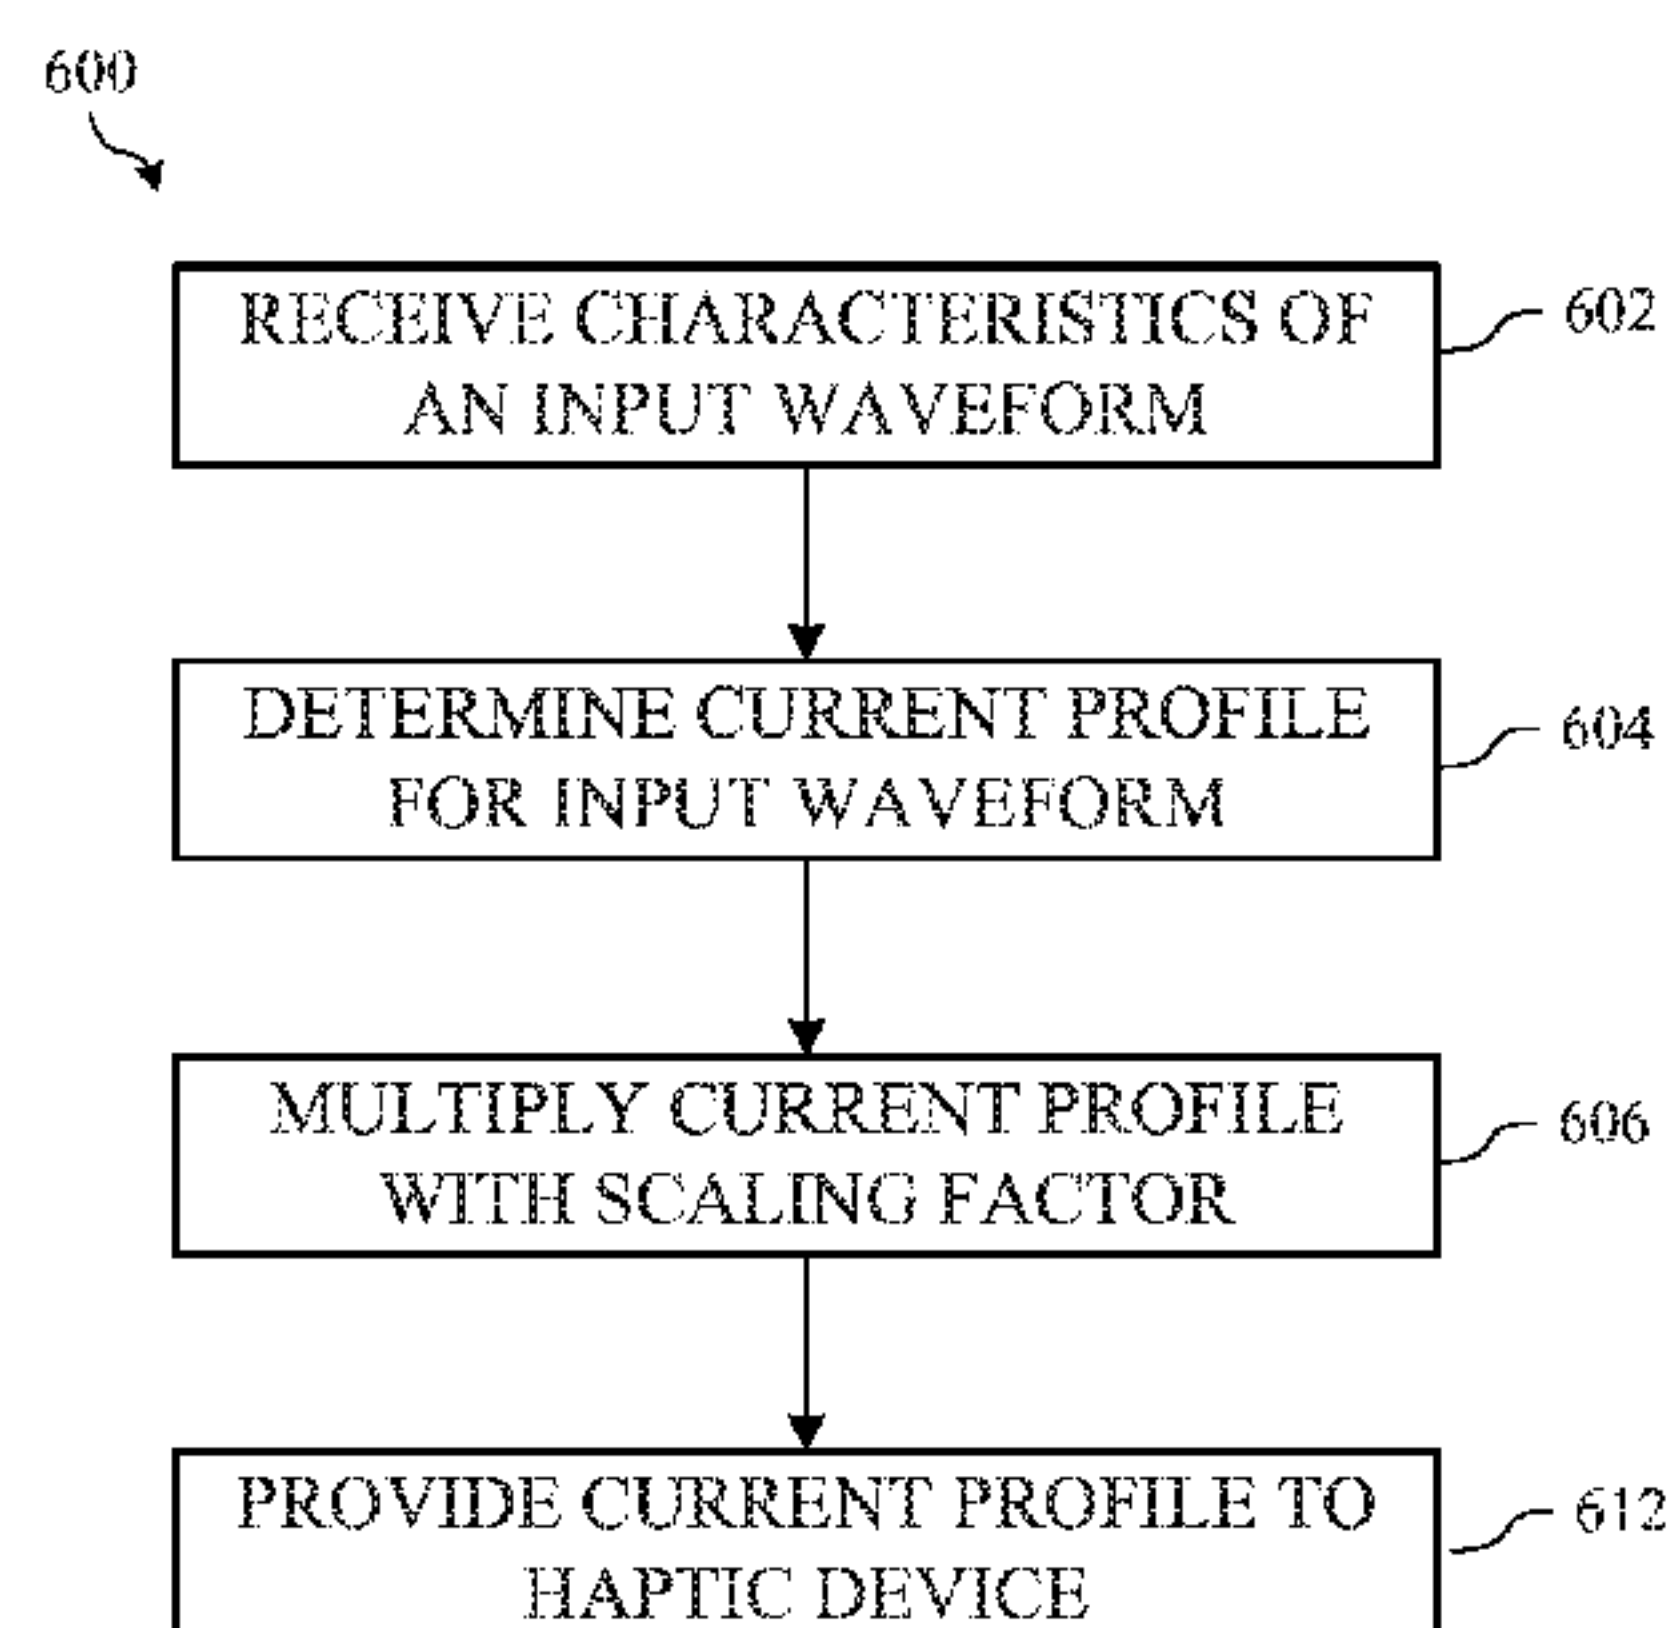 600
RECEIVE CHARACTERISTICS OF
AN INPUT WAVEFORM
602
DETERMINE CURRENT PROFILE
FOR INPUT WAVEFORM
604
MULTIPLY CURRENT PROFILE
WITH SCALING FACTOR
606
PROVIDE CURRENT PROFILE TO
HAPTIC DEVICE
612